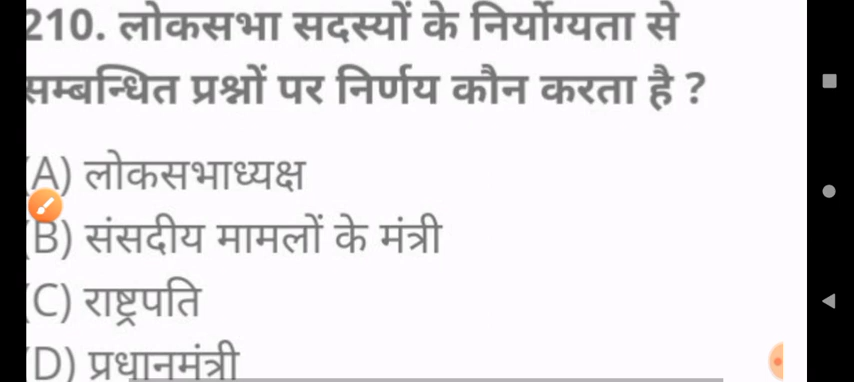 210. लोकसभा सदस्यों के निर्योग्यता से
सम्बन्धित प्रश्नों पर निर्णय कौन करता है ?
(A) लोकसभाध्यक्ष
(B) संसदीय मामलों के मंत्री
(C) राष्ट्रपति
(D) प्रधानमंत्री